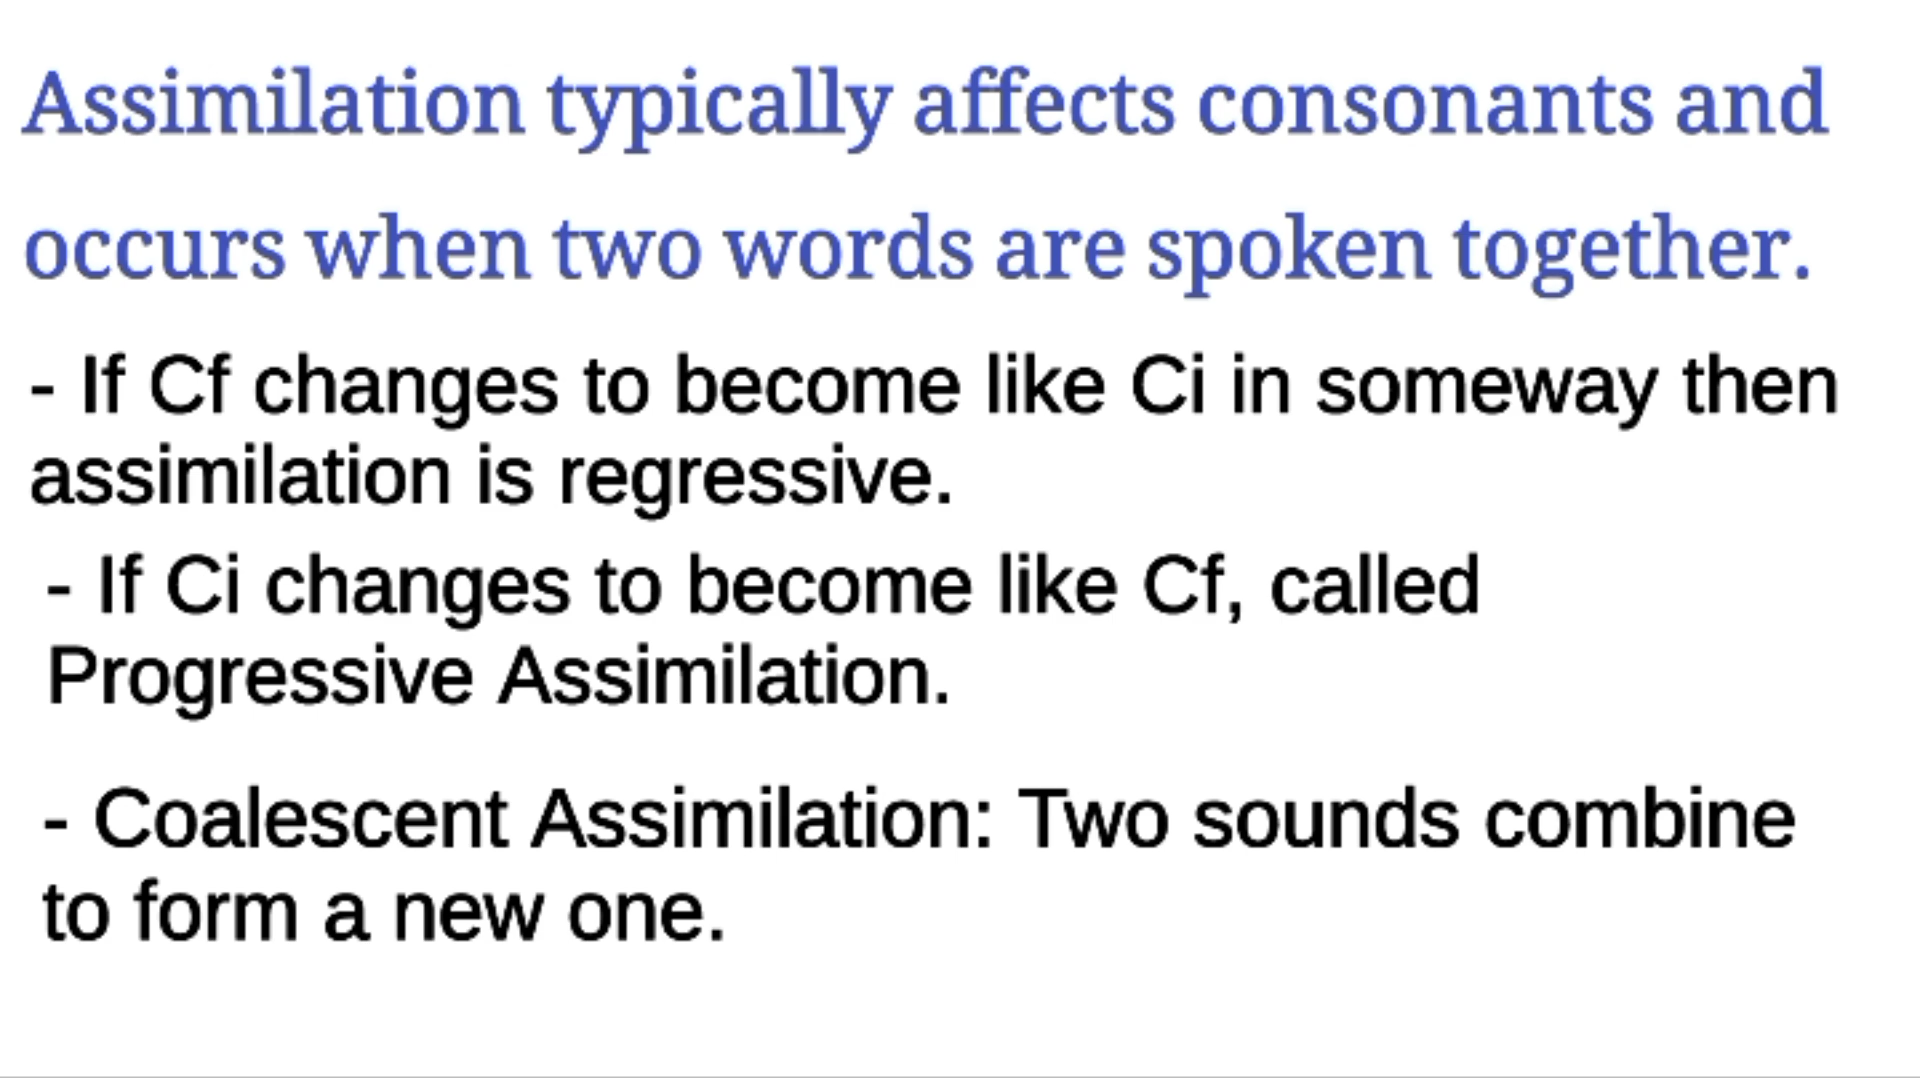 Assimilation typically affects consonants and
occurs when two words are spoken together.
- If Cf changes to become like Ci in someway then
assimilation is regressive.
- If Ci changes to become like Cf, called
Progressive Assimilation.
- Coalescent Assimilation: Two sounds combine
to form a new one.